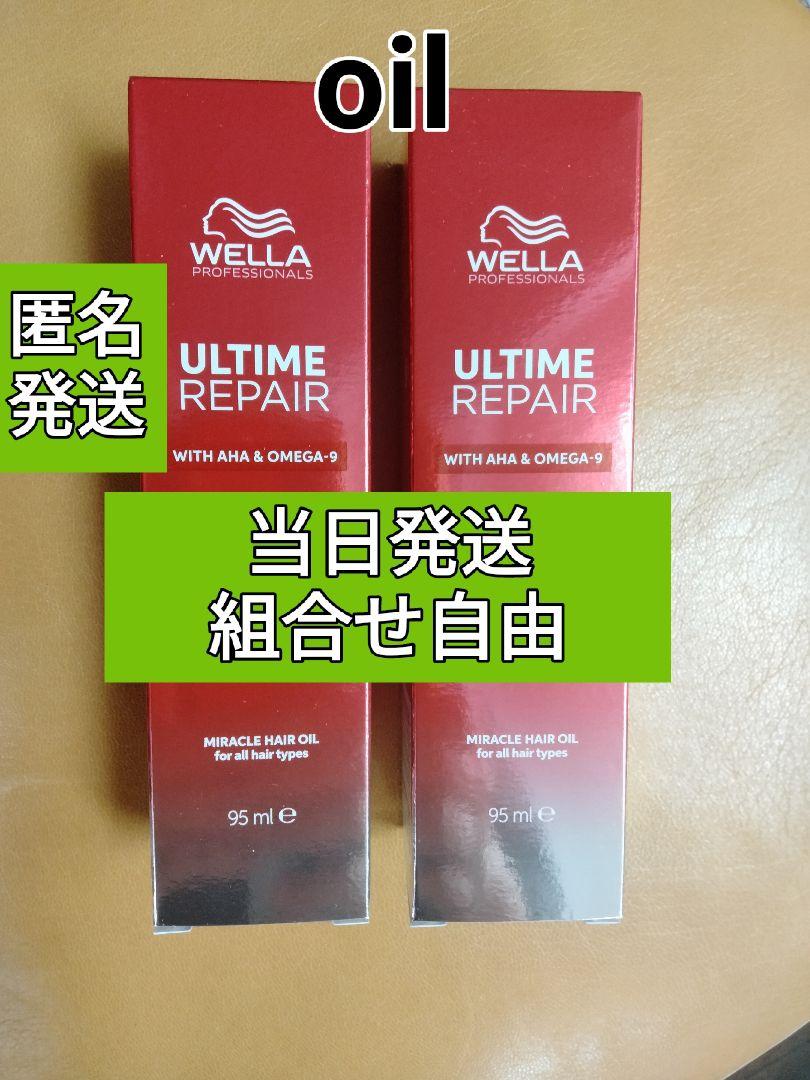 oil
WELLA
PROFESSIONALS
ULTIME
REPAIR
WITH AHA & OMEGA-9
MIRACLE HAIR OIL
for all hair types
95 ml ℮
WELLA
PROFESSIONALS
ULTIME
REPAIR
WITH AHA & OMEGA-9
MIRACLE HAIR OIL
for all hair types
95 ml ℮
匿名
発送
当日発送
組合せ自由